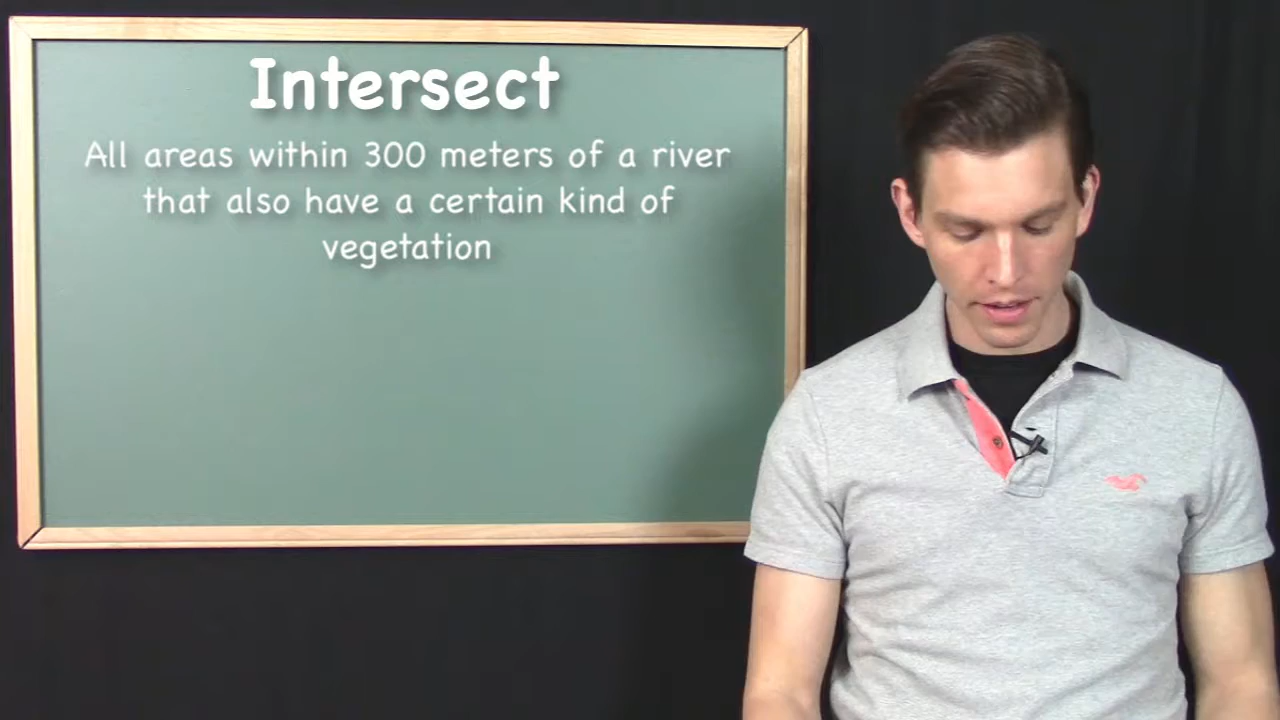 Intersect
All areas within 300 meters of a river
that also have a certain kind of
vegetation